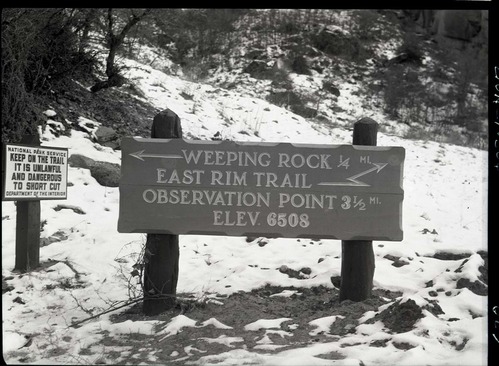 NATIONAL PARK SERVICE
KEEP ON THE TRAIL
IT IS UNLAWFUL
AND DANGEROUS
TO SHORT CUT
DEPARTMENT OF THE INTERIOR
WEEPING ROCK ¼ MI.
EAST RIM TRAIL
OBSERVATION POINT 3½ MI.
ELEV 6508